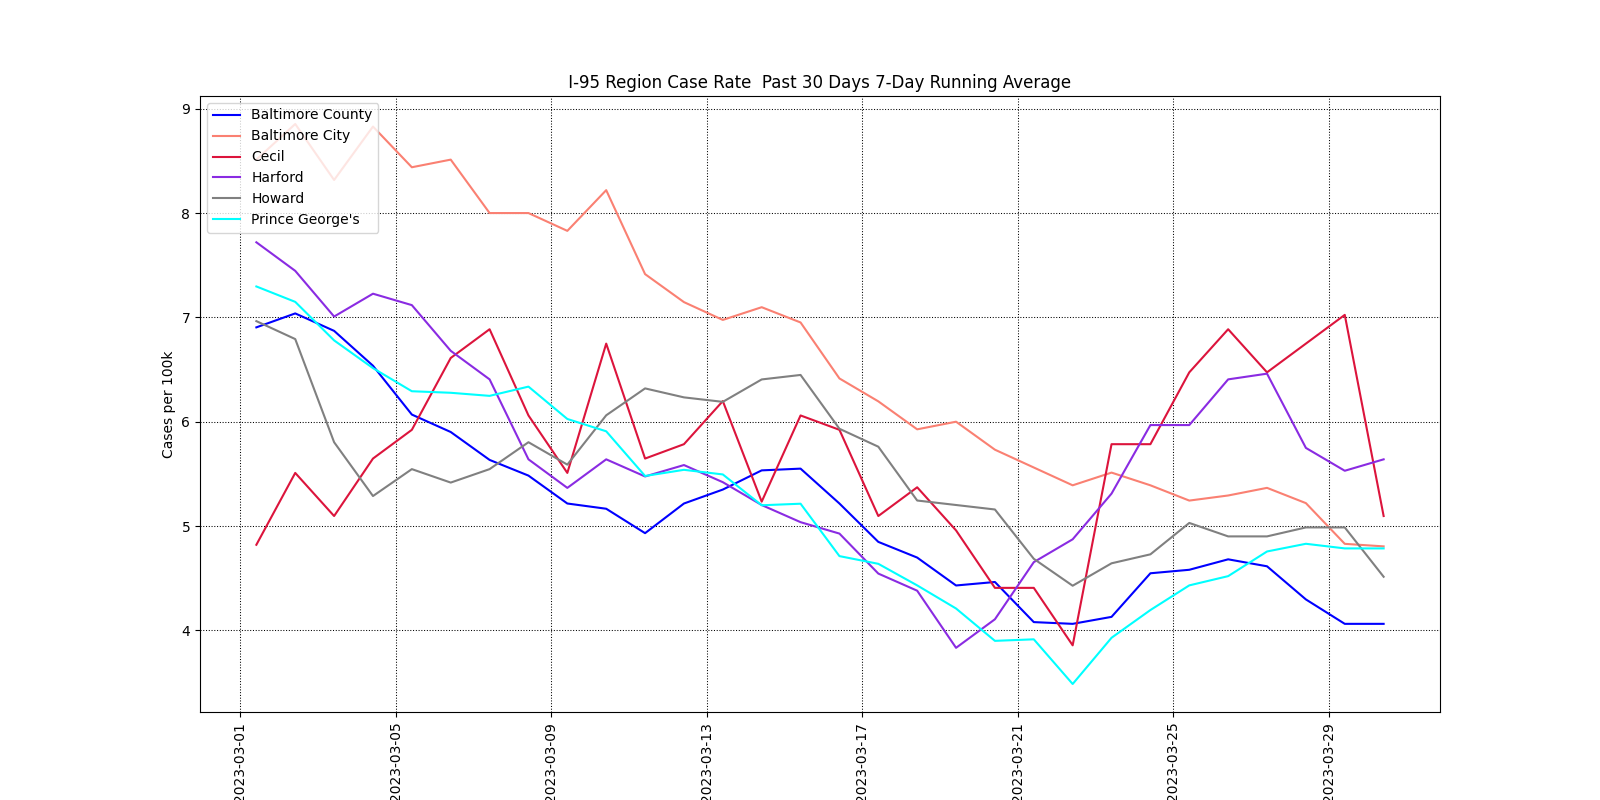 I-95 Region Case Rate  Past 30 Days 7-Day Running Average
Cases per 100k
9
8
7
6
5
4
Baltimore County
Baltimore City
Cecil
Harford
Howard
Prince George's
2023-03-01
2023-03-05
2023-03-09
2023-03-13
2023-03-17
2023-03-21
2023-03-25
2023-03-29